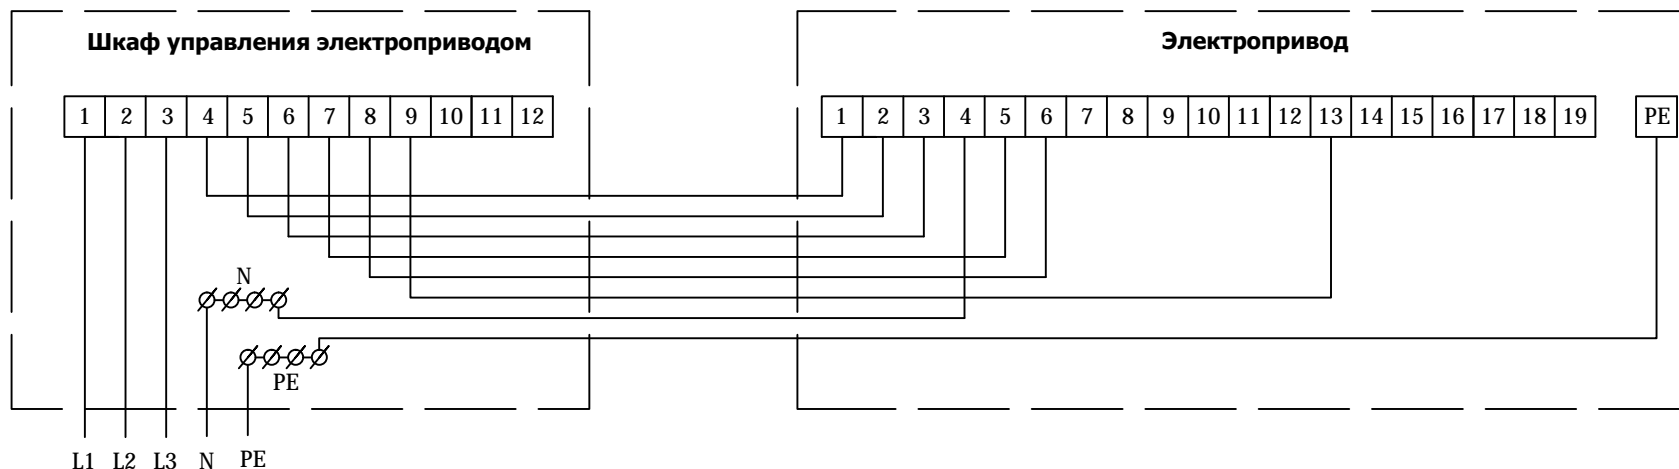 Шкаф управления электроприводом
Электропривод
1 2 3 4 5 6 7 8 9 10 11 12
1 2 3 4 5 6 7 8 9 10 11 12 13 14 15 16 17 18 19 PE
N
PE
L1 L2 L3 N PE